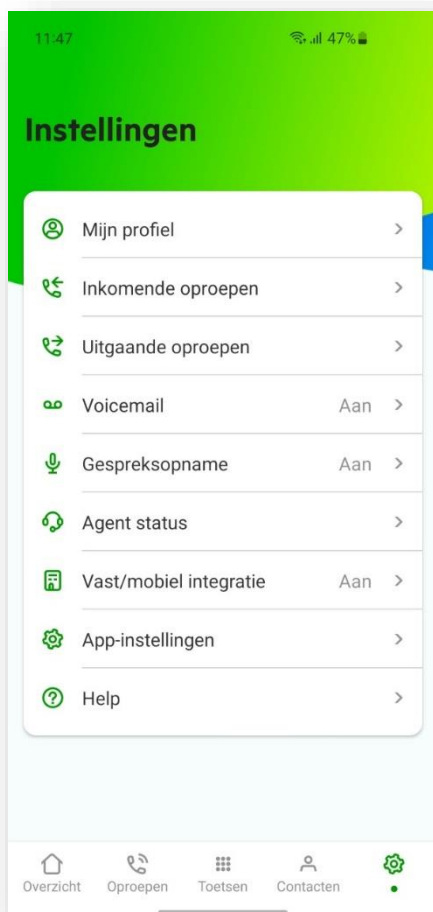 11:47 47%
Instellingen
Mijn profiel
Inkomende oproepen
Uitgaande oproepen
Voicemail Aan
Gespreksopname Aan
Agent status
Vast/mobiel integratie Aan
App-instellingen
Help
Overzicht Oproepen Toetsen Contacten